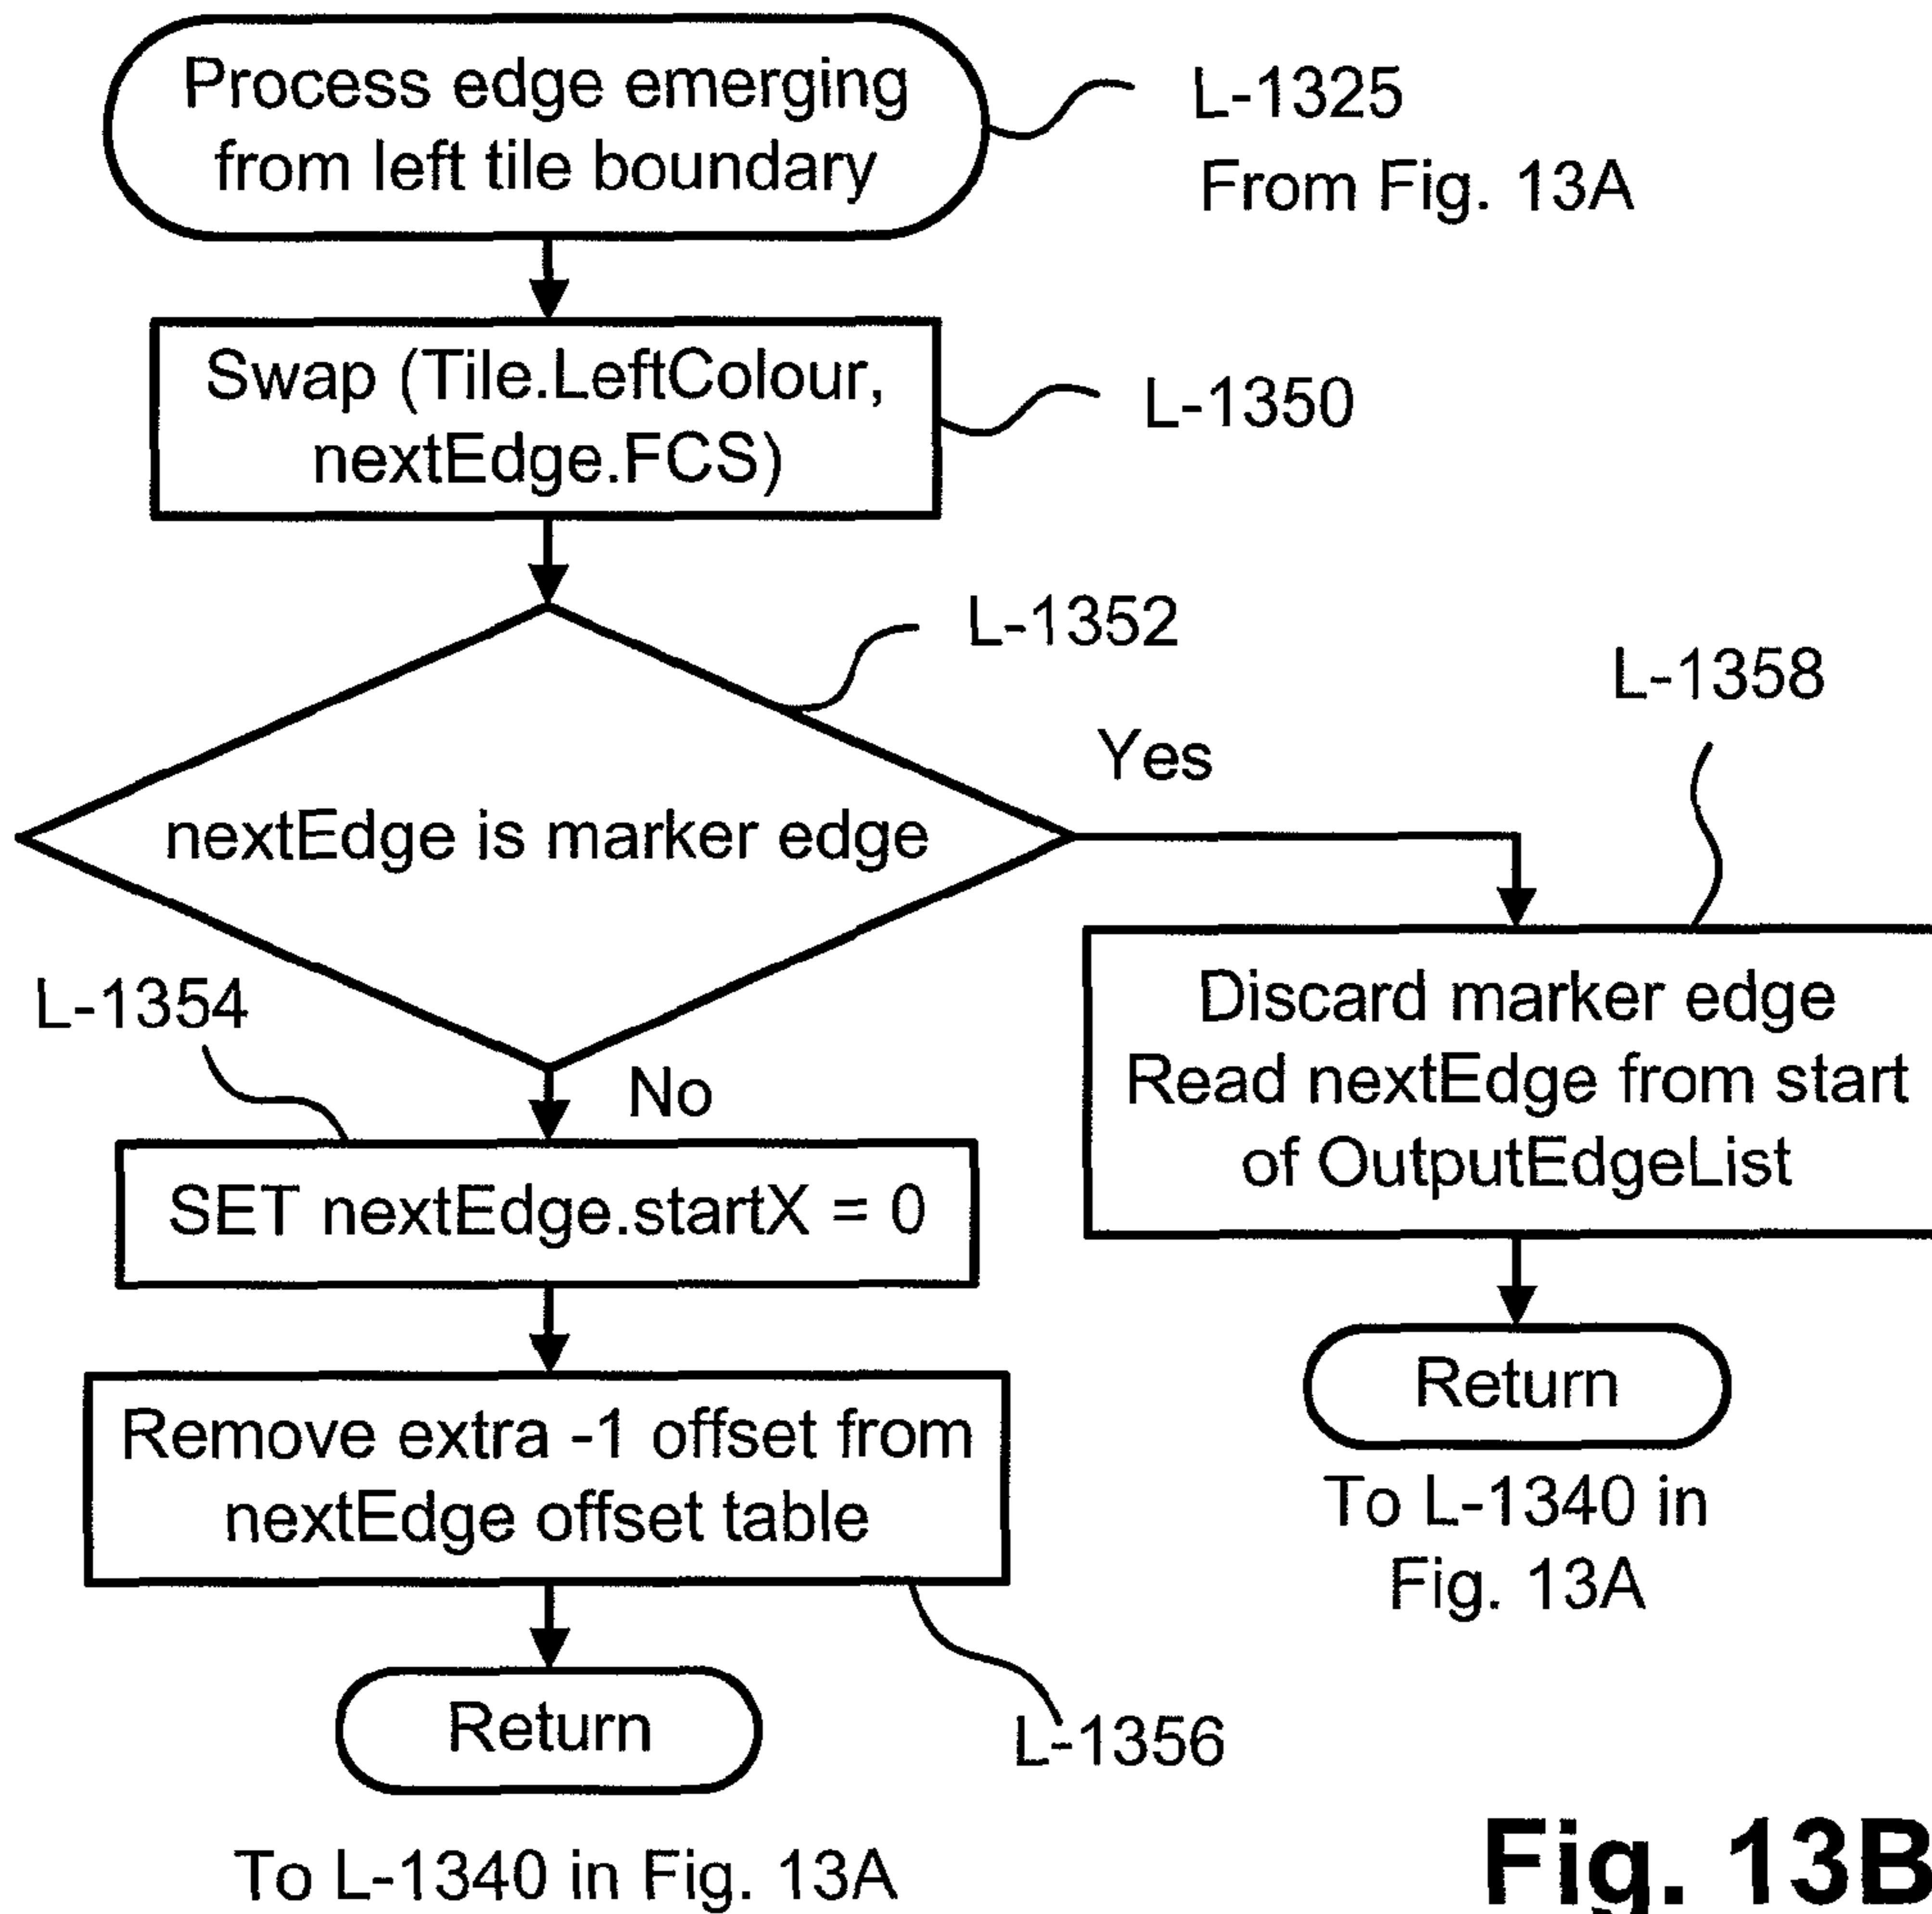 Process edge emerging
from left tile boundary
L-1325
From Fig. 13A
Swap (Tile.LeftColour,
nextEdge.FCS)
L-1350
L-1352
L-1358
Yes
nextEdge is marker edge
L-1354
No
Discard marker edge
Read nextEdge from start
of OutputEdgeList
SET nextEdge.startX = 0
Return
To L-1340 in
Fig. 13A
Remove extra -1 offset from
nextEdge offset table
L-1356
Return
To L-1340 in Fig. 13A
Fig. 13B